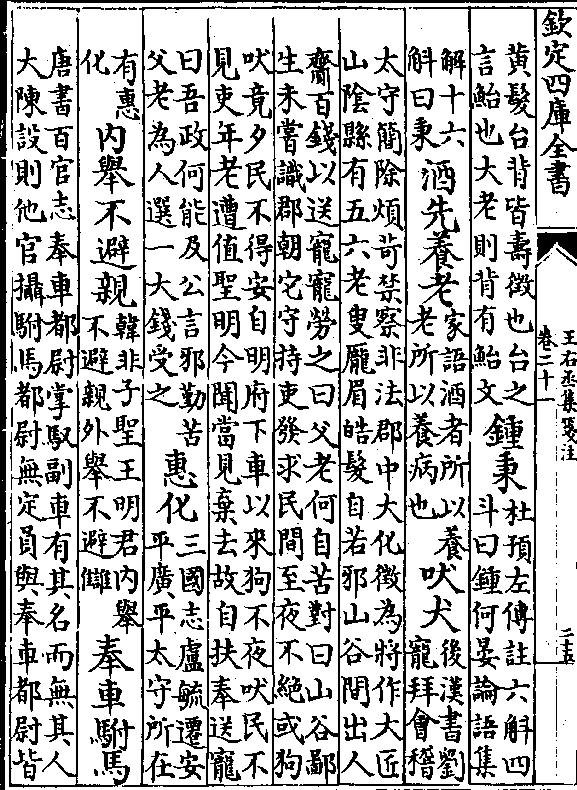 欽定四庫全書
黃髮台背皆壽徵也台之
言鮐也大老則背有鮐文
鍾秉
杜預左傳註六斛四
斗曰鍾何晏論語集
解十六
斛曰秉
酒先養老
家語酒者所以養
老所以養病也
吠犬
後漢書劉
寵拜會稽
太守簡除煩苛禁察非法郡中大化徵為將作大匠
山陰縣有五六老叟厖眉皓髮自若邪山谷間出人
齎百錢以送寵寵勞之曰父老何自苦對曰山谷鄙
生未嘗識郡朝它守持吏發求民間至夜不絕或狗
吠竟夕民不得安自明府下車以來狗不夜吠民不
見吏年老遭值聖明今聞當見棄去故自扶奉送寵
曰吾政何能及公言邪勤苦
父老為人選一大錢受之
惠化
三國志盧毓遷安
平廣平太守所在
有惠
化
內舉不避親
韓非子聖王明君內舉
不避親外舉不避讎
奉車駙馬
唐書百官志奉車都尉掌馭副車有其名而無其人
大陳設則他官攝駙馬都尉無定員與奉車都尉皆
王右丞集箋注
卷二十一
二十五